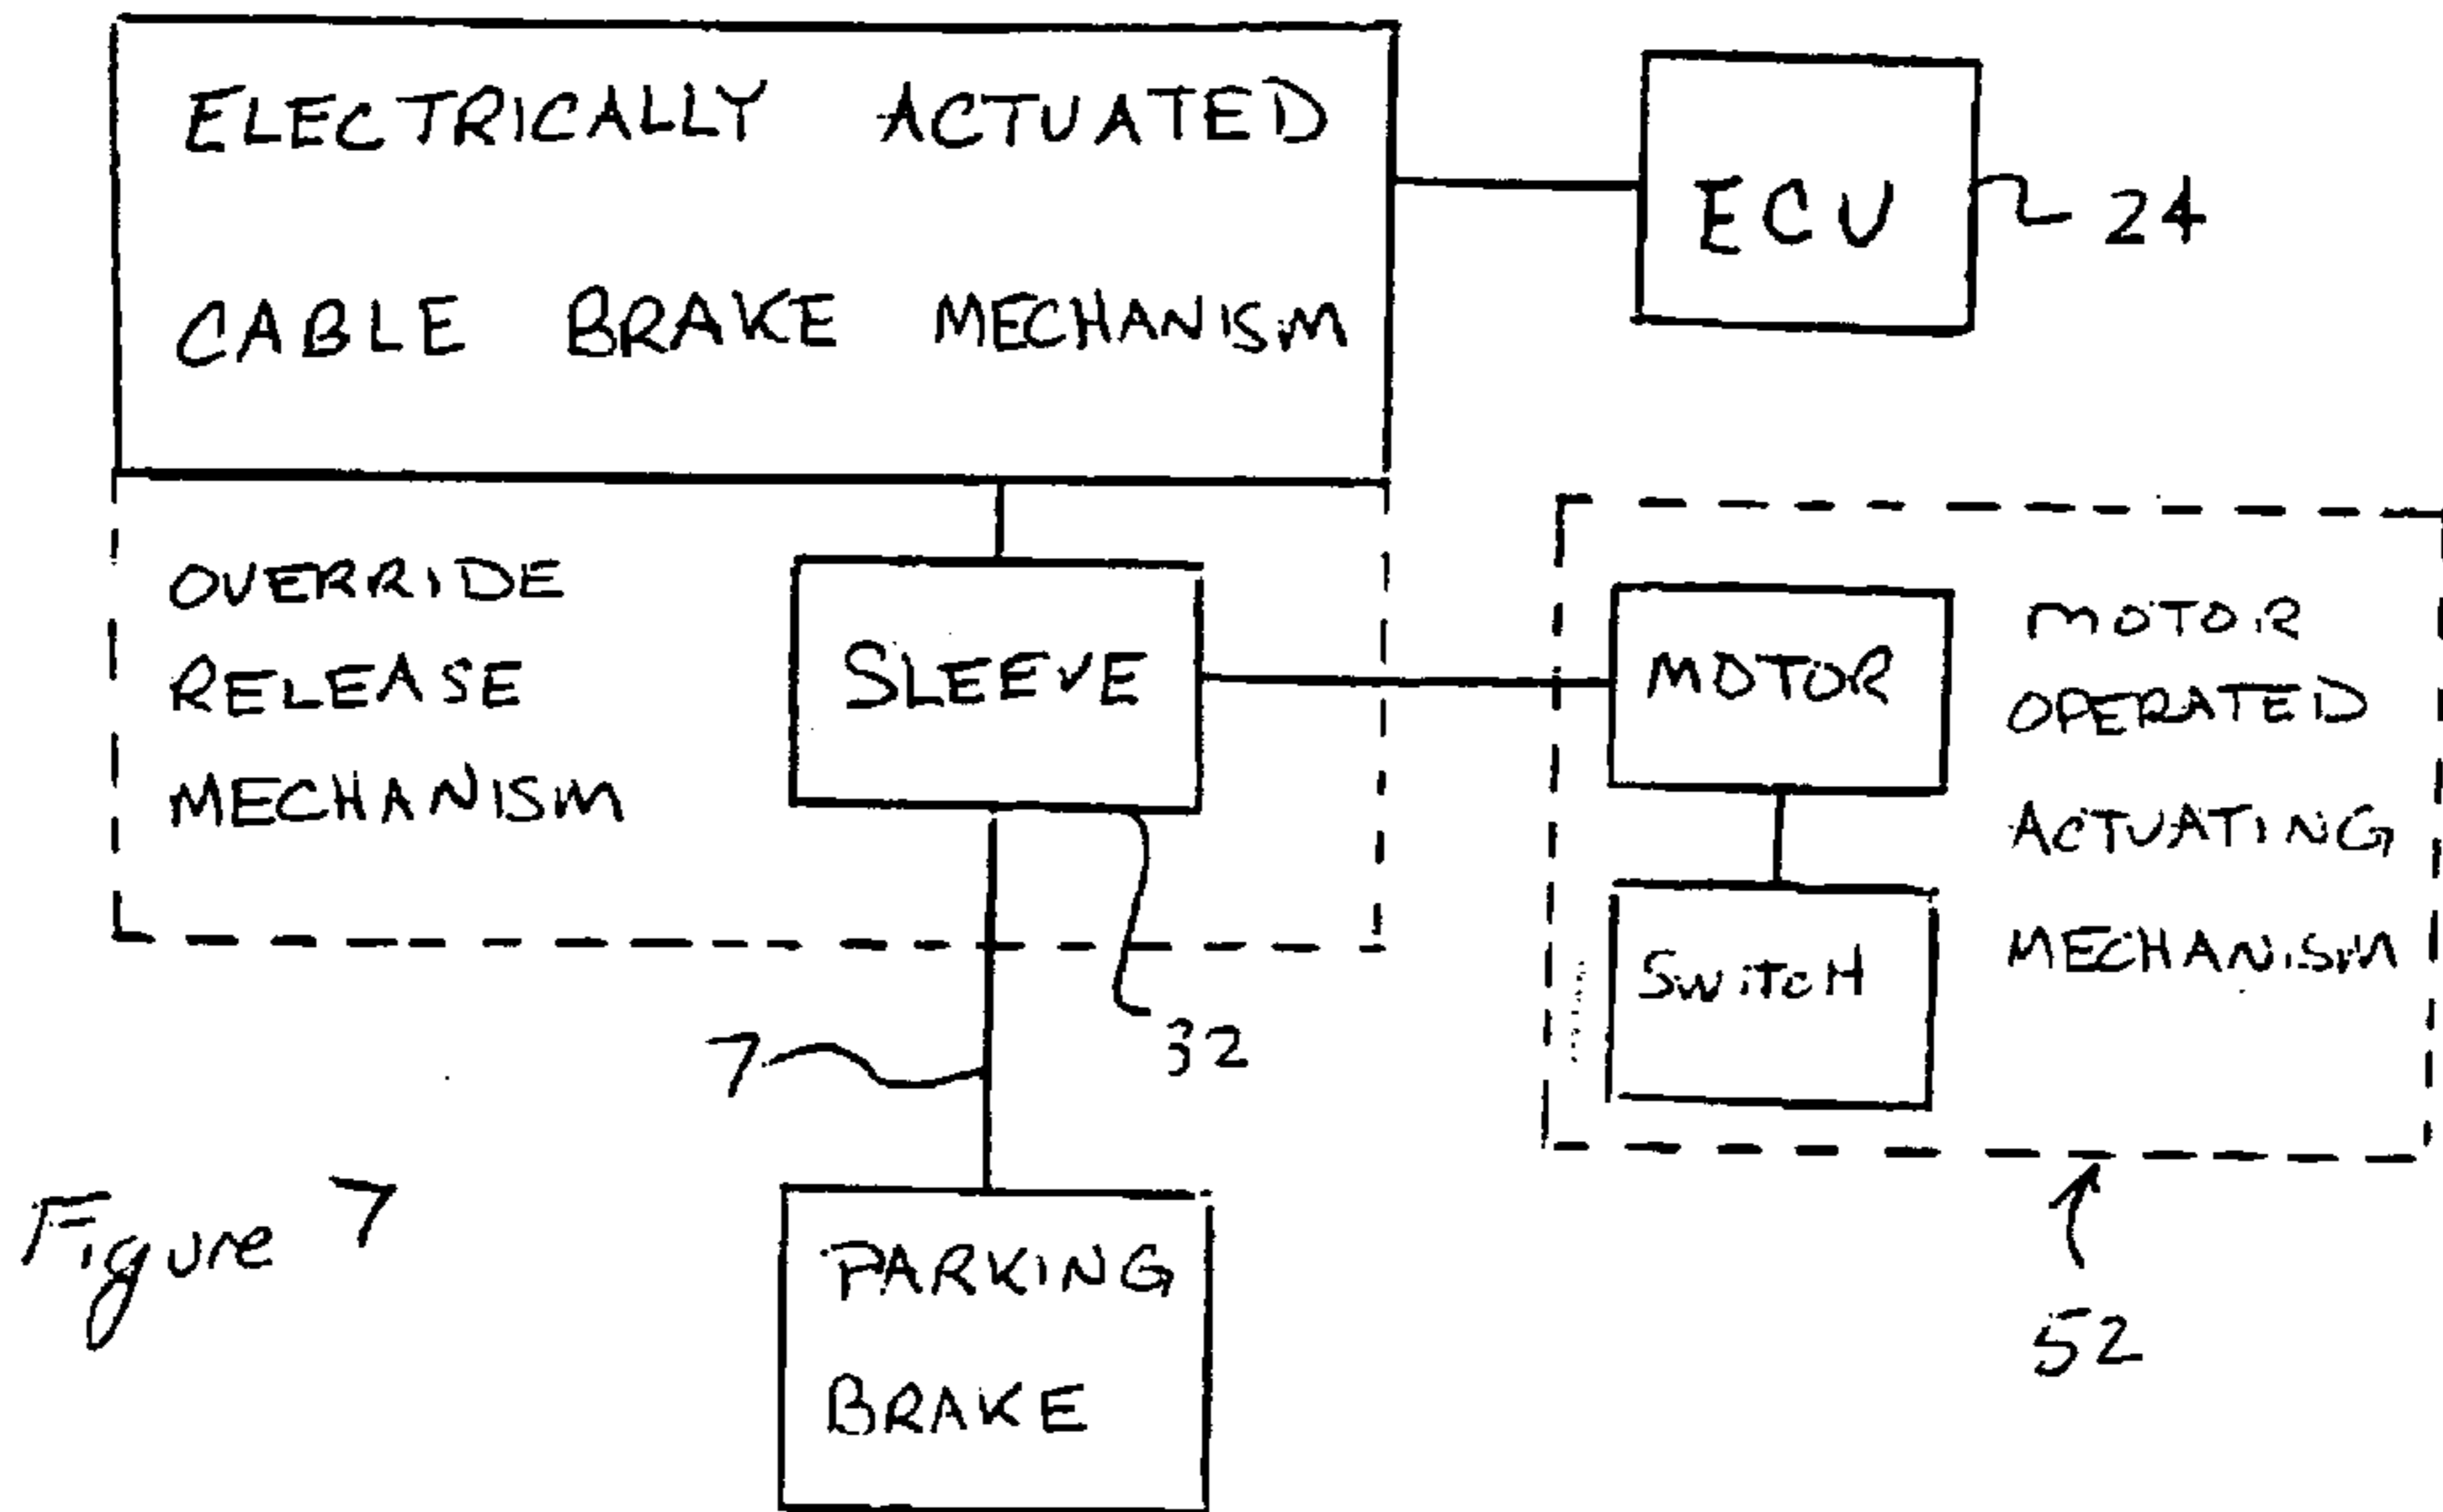 ELECTRICALLY ACTUATED
CABLE BRAKE MECHANISM
ECU
24
OVERRIDE
RELEASE
MECHANISM
SLEEVE
32
7
MOTOR
SWITCH
MOTOR
OPERATED
ACTUATING
MECHANISM
52
PARKING
BRAKE
Figure 7